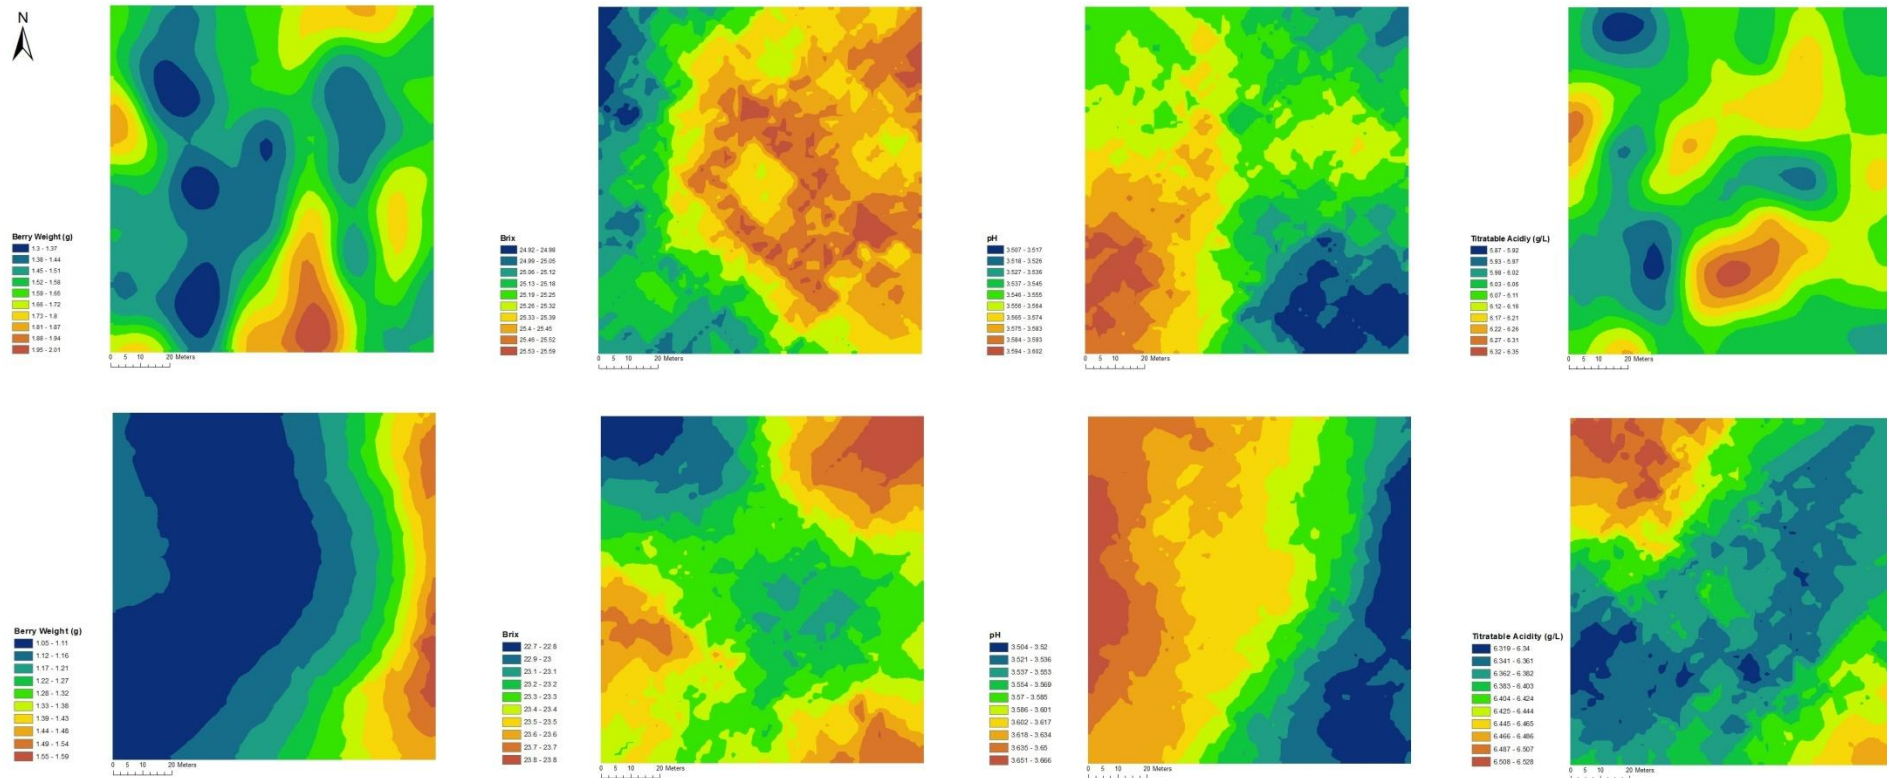 N
Berry Weight (g)
1.3 - 1.37
1.38 - 1.44
1.45 - 1.51
1.52 - 1.58
1.59 - 1.65
1.66 - 1.72
1.73 - 1.8
1.81 - 1.87
1.88 - 1.94
1.95 - 2.01
0 5 10 20 Meters
Brix
24.92 - 24.98
24.99 - 25.05
25.06 - 25.12
25.13 - 25.18
25.19 - 25.25
25.26 - 25.32
25.33 - 25.39
25.4 - 25.45
25.46 - 25.52
25.53 - 25.59
0 5 10 20 Meters
pH
3.507 - 3.517
3.518 - 3.526
3.527 - 3.536
3.537 - 3.545
3.546 - 3.555
3.556 - 3.564
3.565 - 3.574
3.575 - 3.583
3.584 - 3.593
3.594 - 3.602
0 5 10 20 Meters
Titratable Acidiy (g/L)
5.87 - 5.92
5.93 - 5.97
5.98 - 6.02
6.03 - 6.06
6.07 - 6.11
6.12 - 6.16
6.17 - 6.21
6.22 - 6.26
6.27 - 6.31
6.32 - 6.35
0 5 10 20 Meters
Berry Weight (g)
1.05 - 1.11
1.12 - 1.16
1.17 - 1.21
1.22 - 1.27
1.28 - 1.32
1.33 - 1.38
1.39 - 1.43
1.44 - 1.48
1.49 - 1.54
1.55 - 1.59
0 5 10 20 Meters
Brix
22.7 - 22.8
22.9 - 23
23.1 - 23.1
23.2 - 23.2
23.3 - 23.3
23.4 - 23.4
23.5 - 23.5
23.6 - 23.6
23.7 - 23.7
23.8 - 23.8
0 5 10 20 Meters
pH
3.504 - 3.52
3.521 - 3.536
3.537 - 3.553
3.554 - 3.569
3.57 - 3.585
3.586 - 3.601
3.602 - 3.617
3.618 - 3.634
3.635 - 3.65
3.651 - 3.666
0 5 10 20 Meters
Titratable Acidity (g/L)
6.319 - 6.34
6.341 - 6.361
6.362 - 6.382
6.383 - 6.403
6.404 - 6.424
6.425 - 6.444
6.445 - 6.465
6.466 - 6.486
6.487 - 6.507
6.508 - 6.528
0 5 10 20 Meters